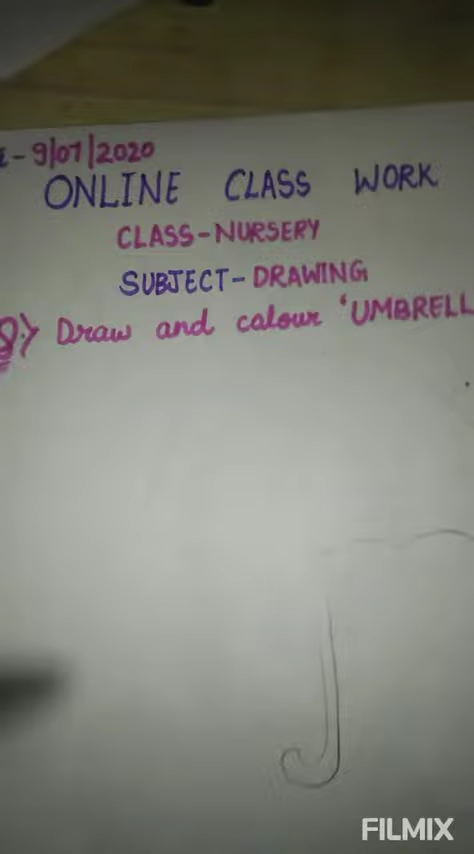 - 9/07/2020
ONLINE CLASS WORK
CLASS-NURSERY
SUBJECT-DRAWING
Q> Draw and colour 'UMBRELL
FILMIX